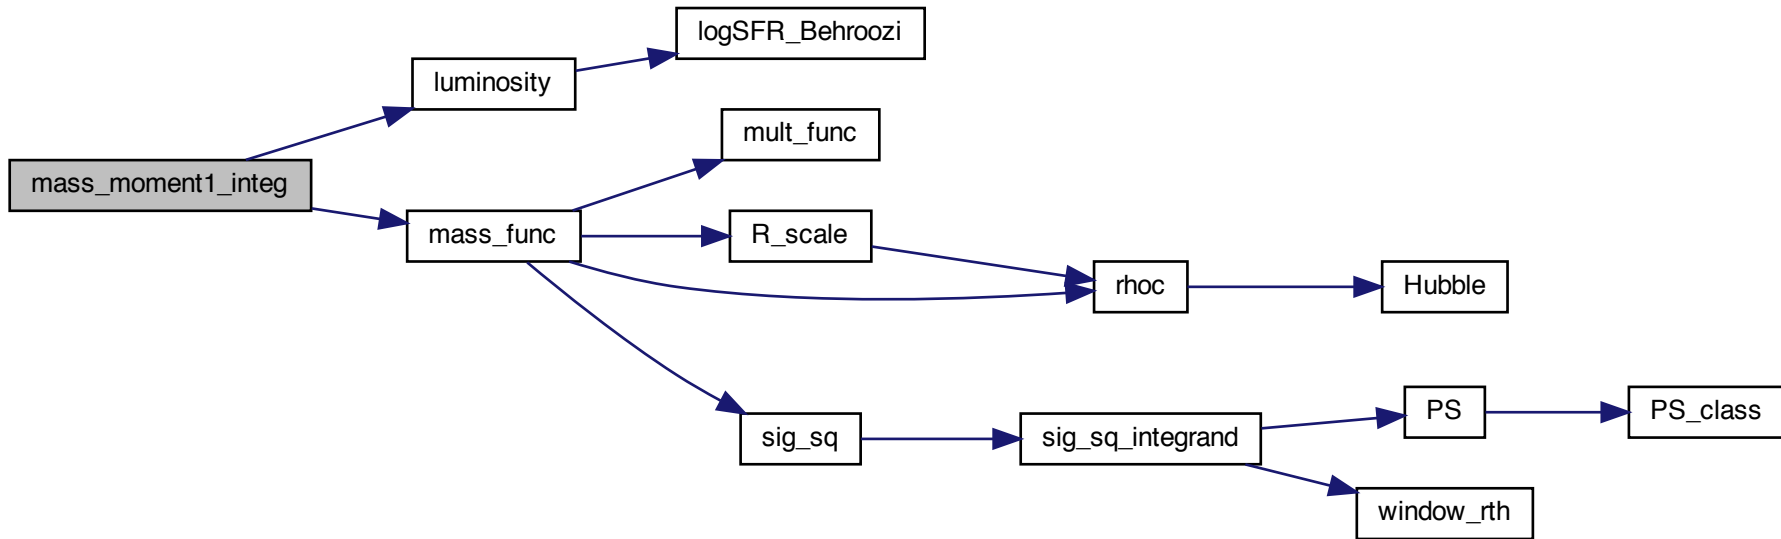 logSFR_Behroozi
luminosity
mult_func
mass_moment1_integ
mass_func
R_scale
rhoc
Hubble
sig_sq
sig_sq_integrand
PS
PS_class
window_rth